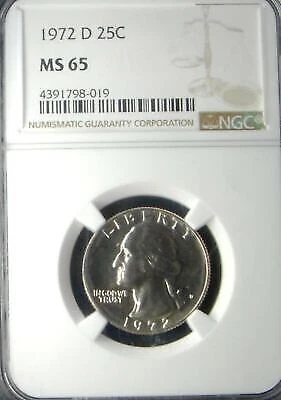 1972 D 25C
MS 65
4391798-019
NUMISMATIC GUARANTY CORPORATION
NGC
LIBERTY
IN GOD WE
TRUST
D
1972